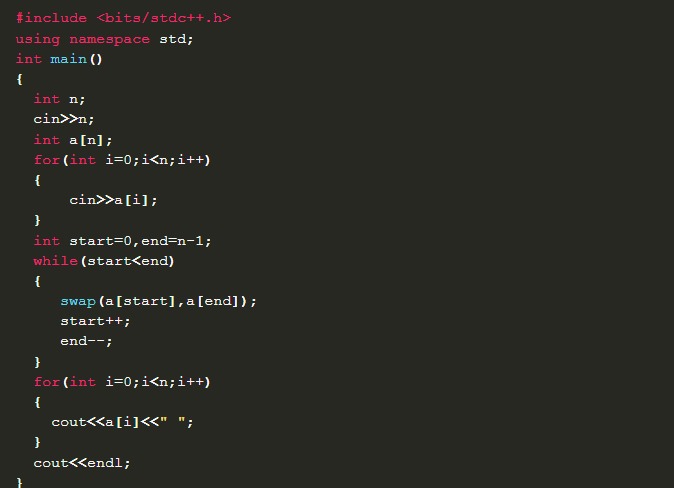 #include <bits/stdc++.h>
using namespace std;
int main()
{
  int n;
  cin>>n;
  int a[n];
  for(int i=0;i<n;i++)
  {
      cin>>a[i];
  }
  int start=0,end=n-1;
  while(start<end)
  {
     swap(a[start],a[end]);
     start++;
     end--;
  }
  for(int i=0;i<n;i++)
  {
    cout<<a[i]<<" ";
  }
  cout<<endl;
}